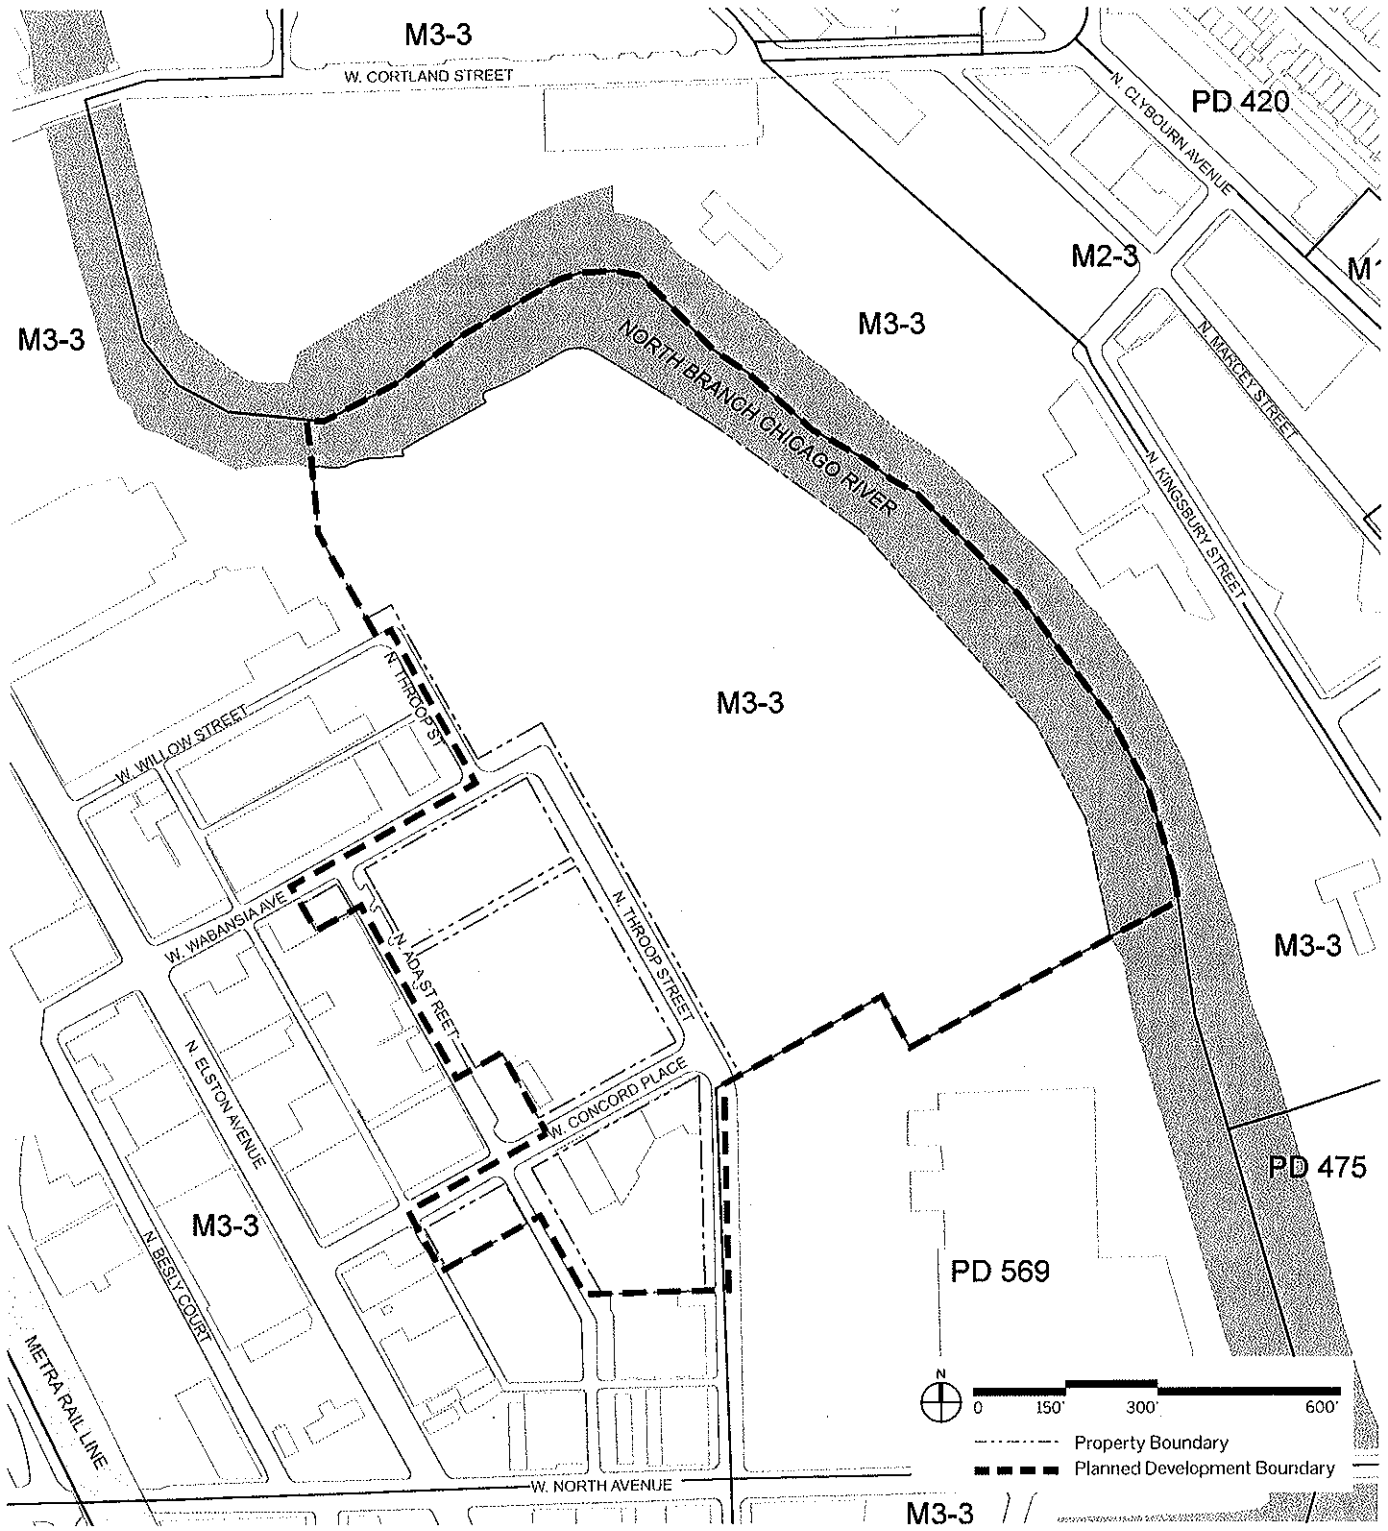 M3-3
W. CORTLAND STREET
N. CLYBOURN AVENUE
PD 420
M2-3
M3-3
M3-3
NORTH BRANCH CHICAGO RIVER
N. MARCEY STREET
N. KINGSBURY STREET
N. THROOP ST
M3-3
W. WILLOW STREET
W. WABANSIA AVE
N. THROOP STREET
N. ADA STREET
M3-3
N. ELSTON AVENUE
W. CONCORD PLACE
PD 475
M3-3
N. BESLY COURT
PD 569
METRA RAIL LINE
N
0 150' 300' 600'
Property Boundary
Planned Development Boundary
W. NORTH AVENUE
M3-3